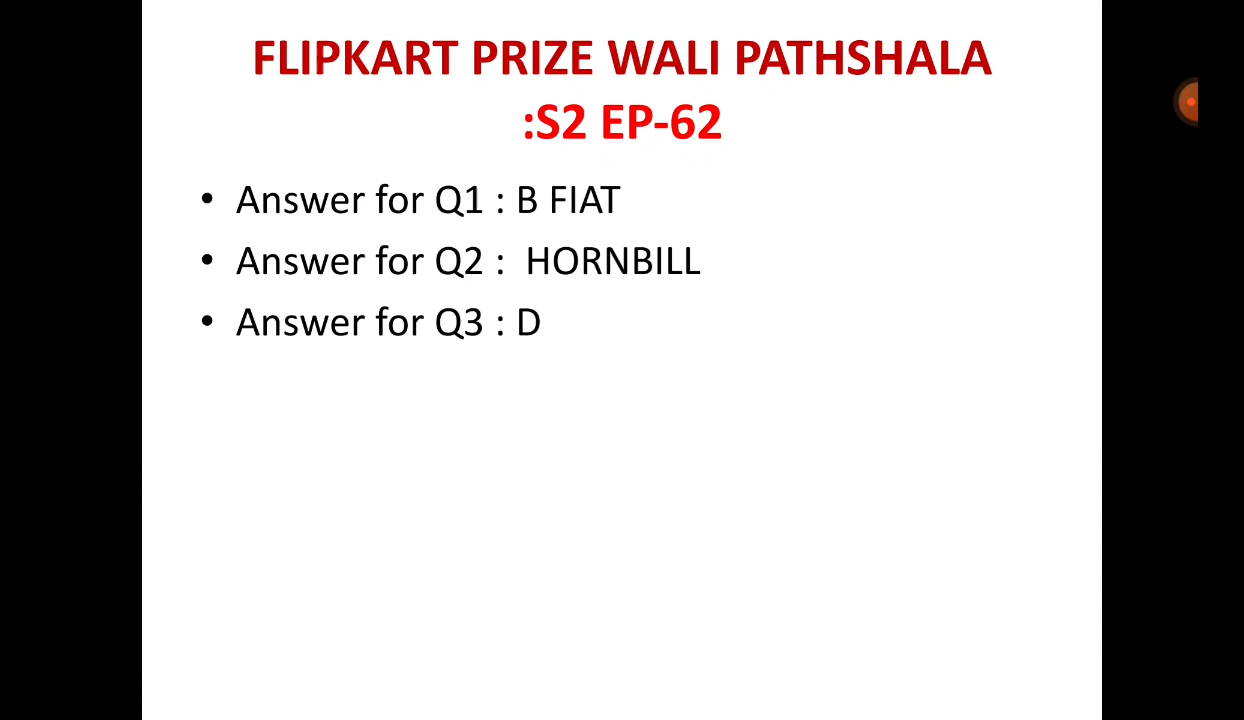 FLIPKART PRIZE WALI PATHSHALA
:S2 EP-62
• Answer for Q1 : B FIAT
• Answer for Q2 :  HORNBILL
• Answer for Q3 : D